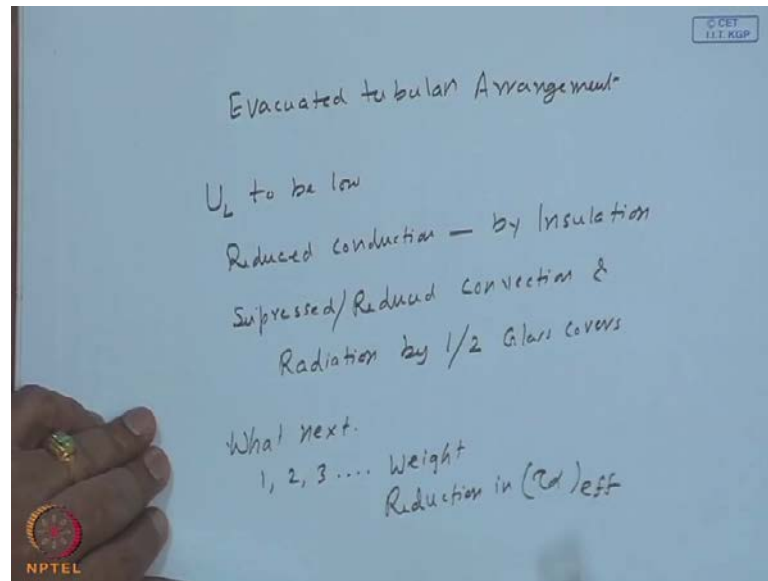 © CET
I.I.T. KGP
Evacuated tubular Arrangement
U_L to be low
Reduced conduction — by Insulation
Supressed/Reduced convection &
Radiation by 1/2 Glass covers
What next.
1, 2, 3 .... Weight
Reduction in (τα)eff
NPTEL